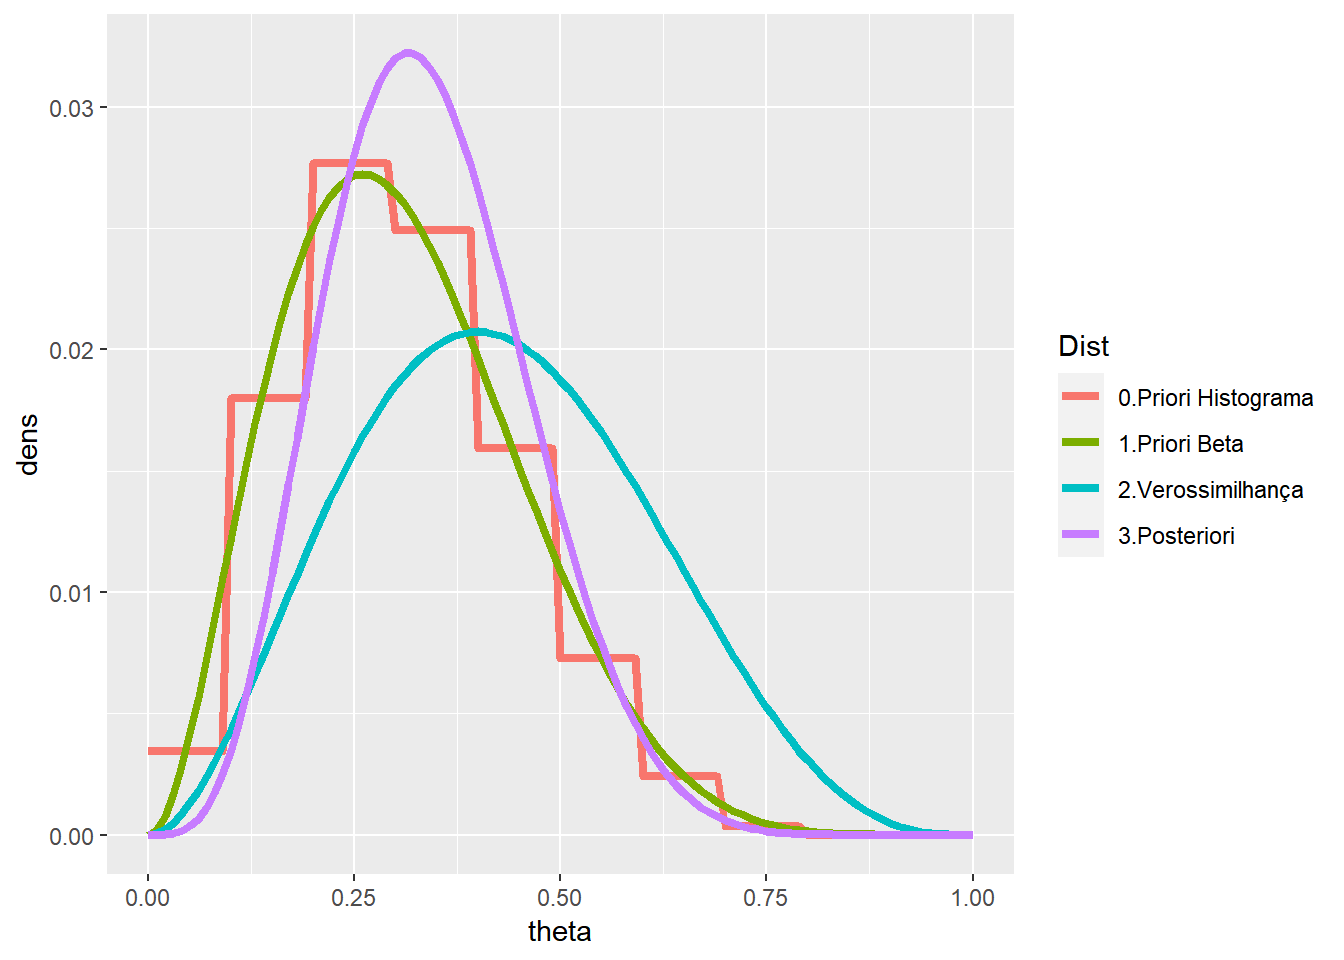 0.03
0.02
0.01
0.00
dens
0.00 0.25 0.50 0.75 1.00
theta
Dist
0.Priori Histograma
1.Priori Beta
2.Verossimilhança
3.Posteriori